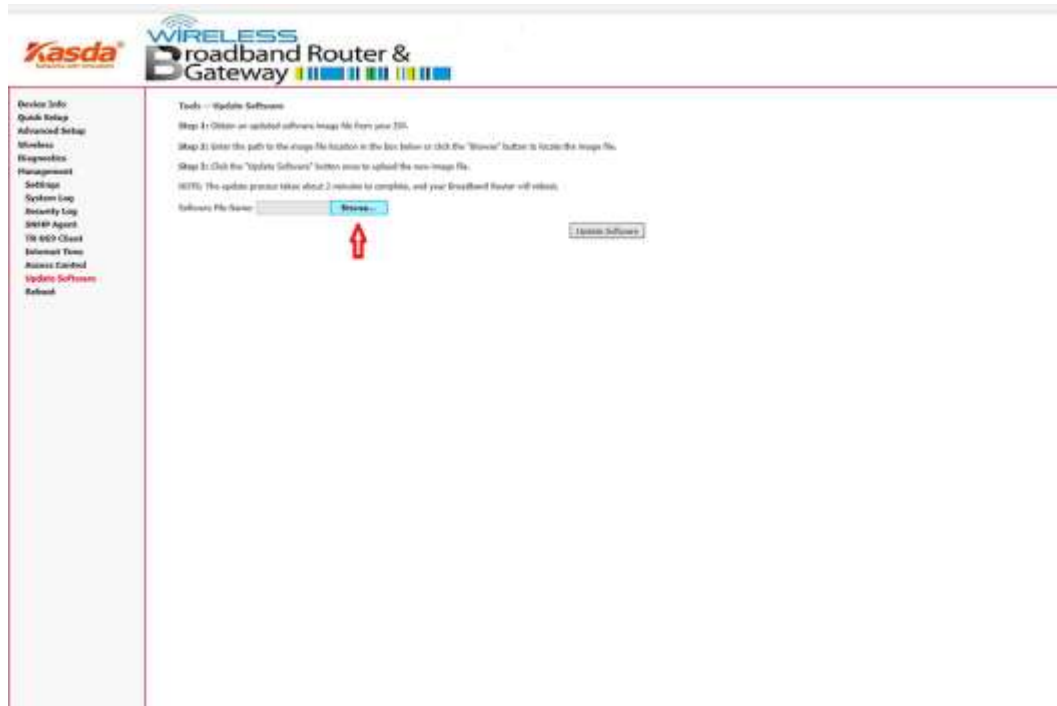 Kasda
WIRELESS
Broadband Router &
Gateway
Device Info
Quick Setup
Advanced Setup
Wireless
Diagnostics
Management
Settings
System Log
Security Log
SNMP Agent
TR-069 Client
Internet Time
Access Control
Update Software
Reboot
Tools -- Update Software
Step 1: Obtain an updated software image file from your ISP.
Step 2: Enter the path to the image file location in the box below or click the "Browse" button to locate the image file.
Step 3: Click the "Update Software" button once to upload the new image file.
NOTE: The update process takes about 2 minutes to complete, and your Broadband Router will reboot.
Software File Name: Browse...
Update Software